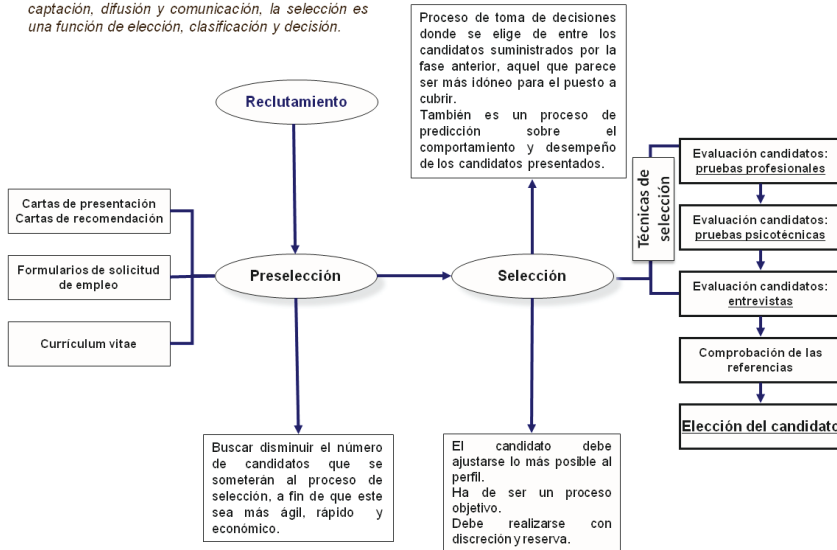 captación, difusión y comunicación, la selección es
una función de elección, clasificación y decisión.
Proceso de toma de decisiones
donde se elige de entre los
candidatos suministrados por la
fase anterior, aquel que parece
ser más idóneo para el puesto a
cubrir.
También es un proceso de
predicción sobre el
comportamiento y desempeño
de los candidatos presentados.
Reclutamiento
Cartas de presentación
Cartas de recomendación
Formularios de solicitud
de empleo
Currículum vitae
Preselección
Selección
Técnicas de
selección
Evaluación candidatos:
pruebas profesionales
Evaluación candidatos:
pruebas psicotécnicas
Evaluación candidatos:
entrevistas
Comprobación de las
referencias
Elección del candidato
Buscar disminuir el número
de candidatos que se
someterán al proceso de
selección, a fin de que este
sea más ágil, rápido y
económico.
El candidato debe
ajustarse lo más posible al
perfil.
Ha de ser un proceso
objetivo.
Debe realizarse con
discreción y reserva.